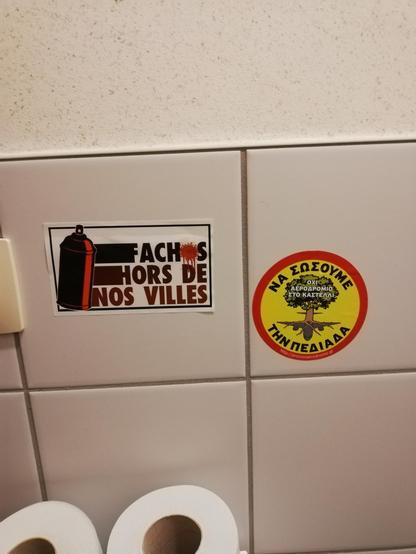 FACHOS
HORS DE
NOS VILLES
ΝΑ ΣΩΣΟΥΜΕ
ΟΧΙ
ΑΕΡΟΔΡΟΜΙΟ
ΣΤΟ ΚΑΣΤΕΛΛΙ
ΤΗΝ ΠΕΔΙΑΔΑ